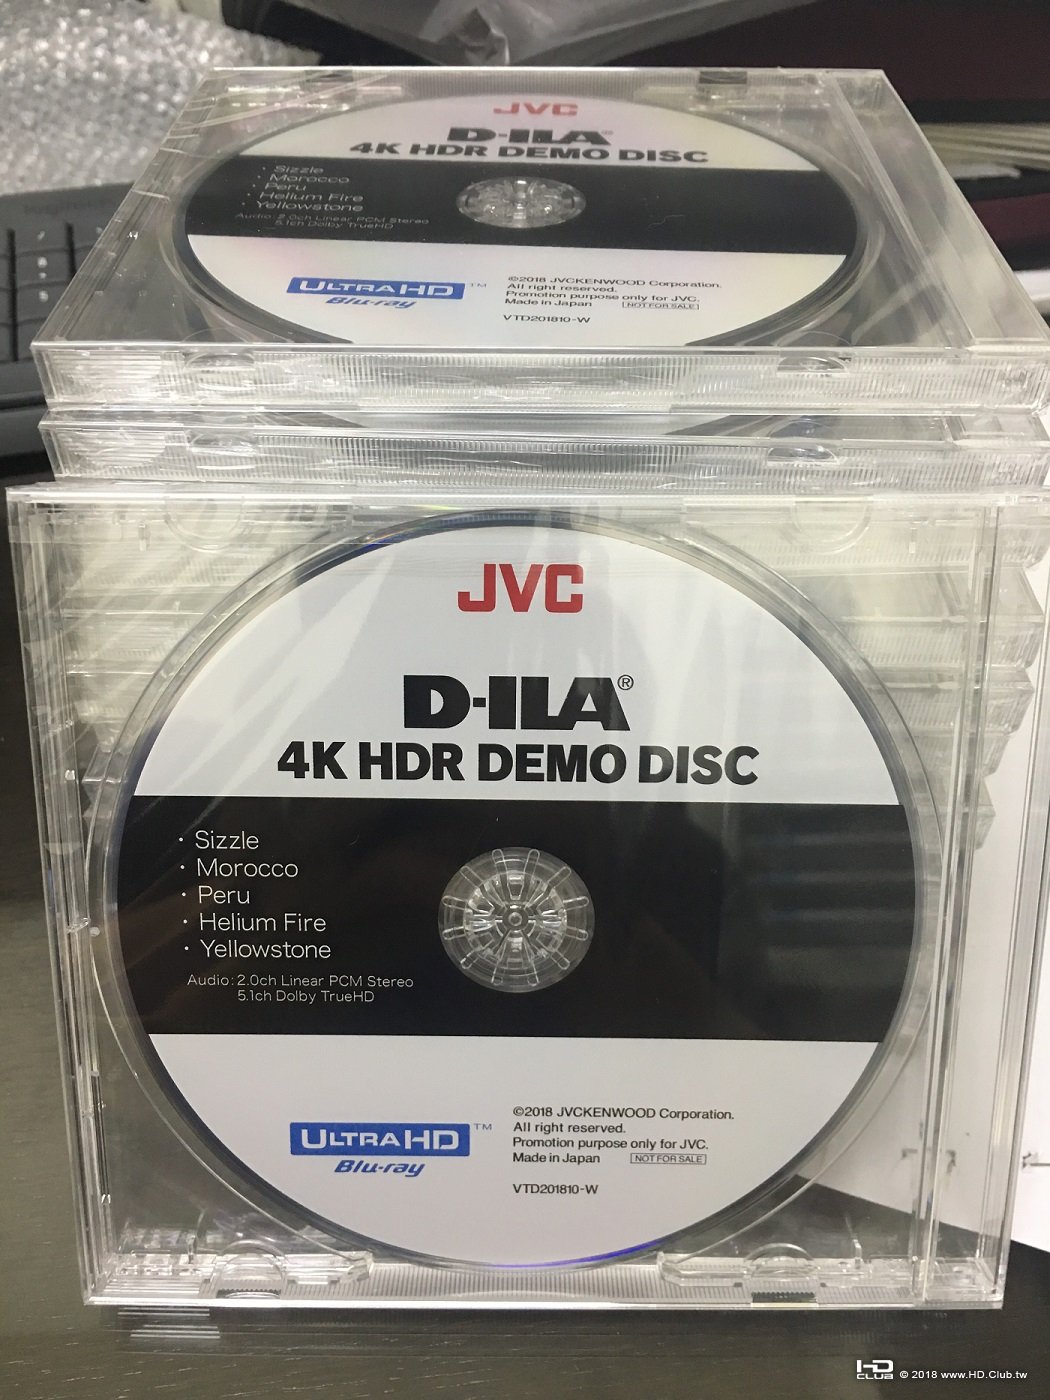 JVC
D-ILA®
4K HDR DEMO DISC
· Sizzle
· Morocco
· Peru
· Helium Fire
· Yellowstone
Audio: 2.0ch Linear PCM Stereo
5.1ch Dolby TrueHD
ULTRA HD ™
Blu-ray
©2018 JVCKENWOOD Corporation.
All right reserved.
Promotion purpose only for JVC.
Made in Japan NOT FOR SALE
VTD201810-W
JVC
D-ILA®
4K HDR DEMO DISC
· Sizzle
· Morocco
· Peru
· Helium Fire
· Yellowstone
Audio: 2.0ch Linear PCM Stereo
5.1ch Dolby TrueHD
ULTRA HD ™
Blu-ray
©2018 JVCKENWOOD Corporation.
All right reserved.
Promotion purpose only for JVC.
Made in Japan NOT FOR SALE
VTD201810-W
HD CLUB © 2018 www.HD.Club.tw